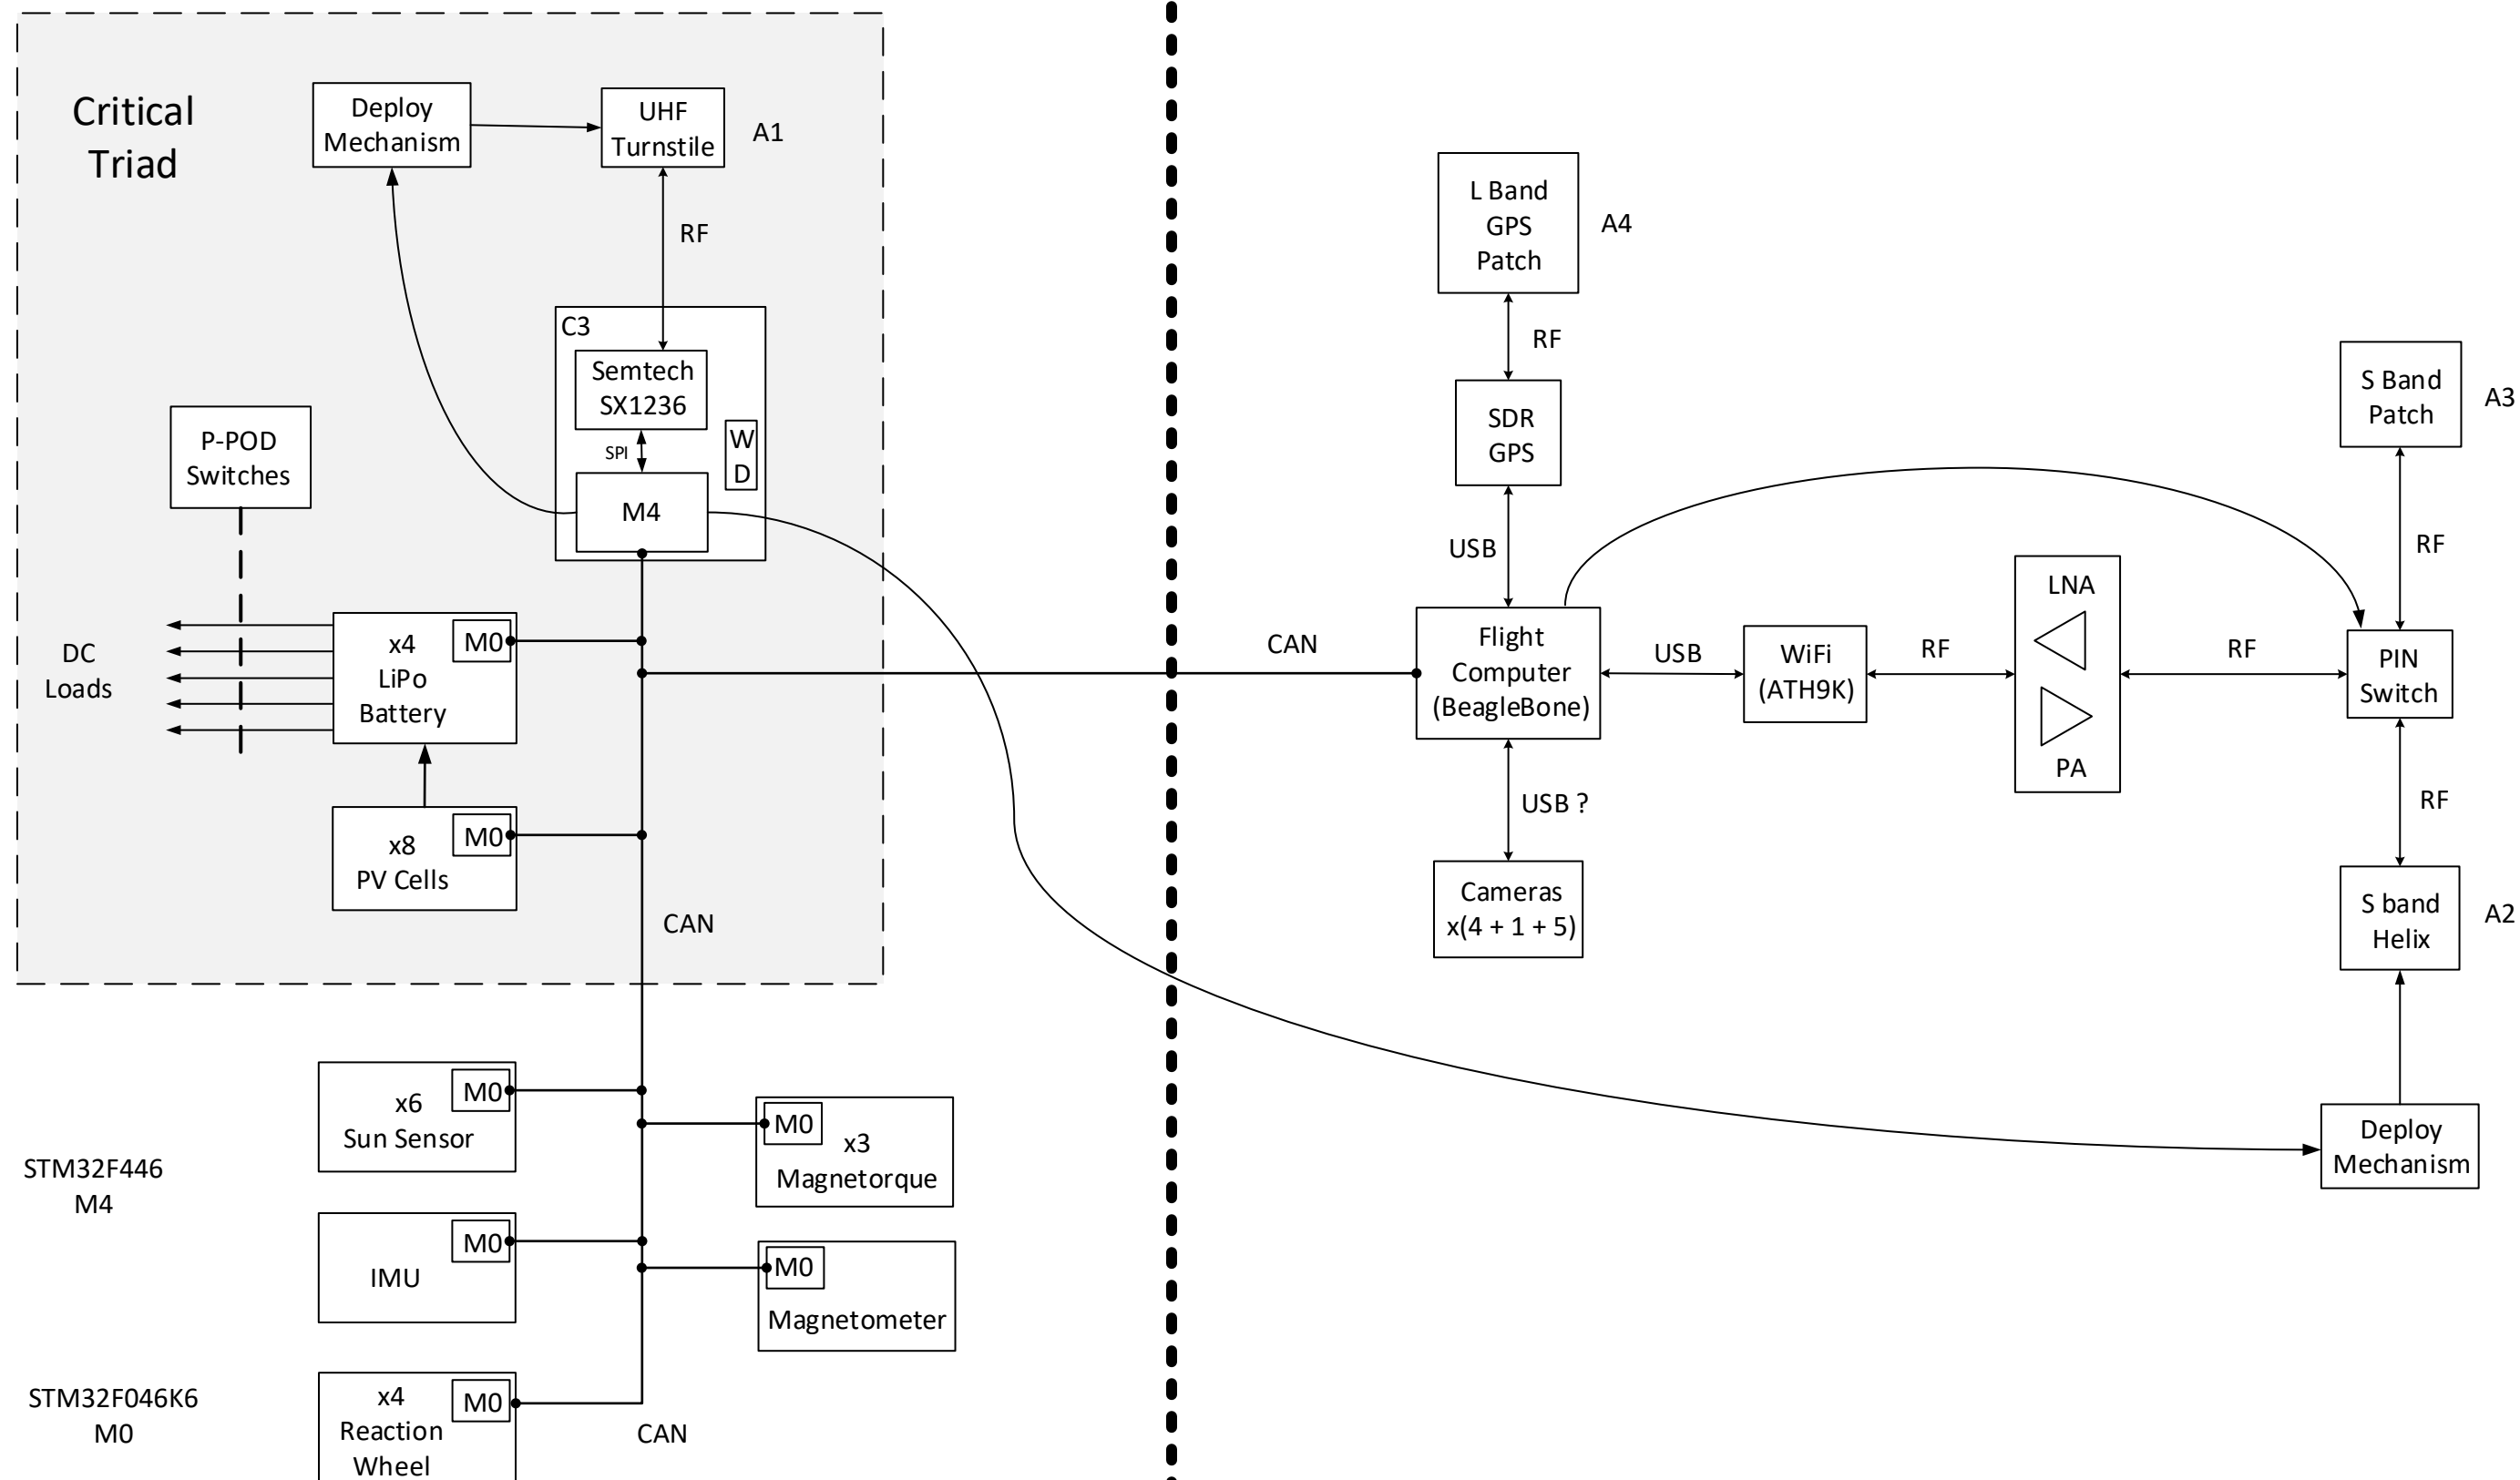 Critical
Triad
Deploy
Mechanism
UHF
Turnstile
A1
RF
C3
Semtech
SX1236
W
D
SPI
M4
P-POD
Switches
DC
Loads
x4
LiPo
Battery
M0
x8
PV Cells
M0
CAN
x6
Sun Sensor
M0
M0
x3
Magnetorque
STM32F446
M4
IMU
M0
M0
Magnetometer
STM32F046K6
M0
x4
Reaction
Wheel
M0
CAN
L Band
GPS
Patch
A4
RF
SDR
GPS
USB
CAN
Flight
Computer
(BeagleBone)
USB
WiFi
(ATH9K)
RF
LNA
PA
RF
PIN
Switch
S Band
Patch
A3
RF
RF
S band
Helix
A2
USB ?
Cameras
x(4 + 1 + 5)
Deploy
Mechanism